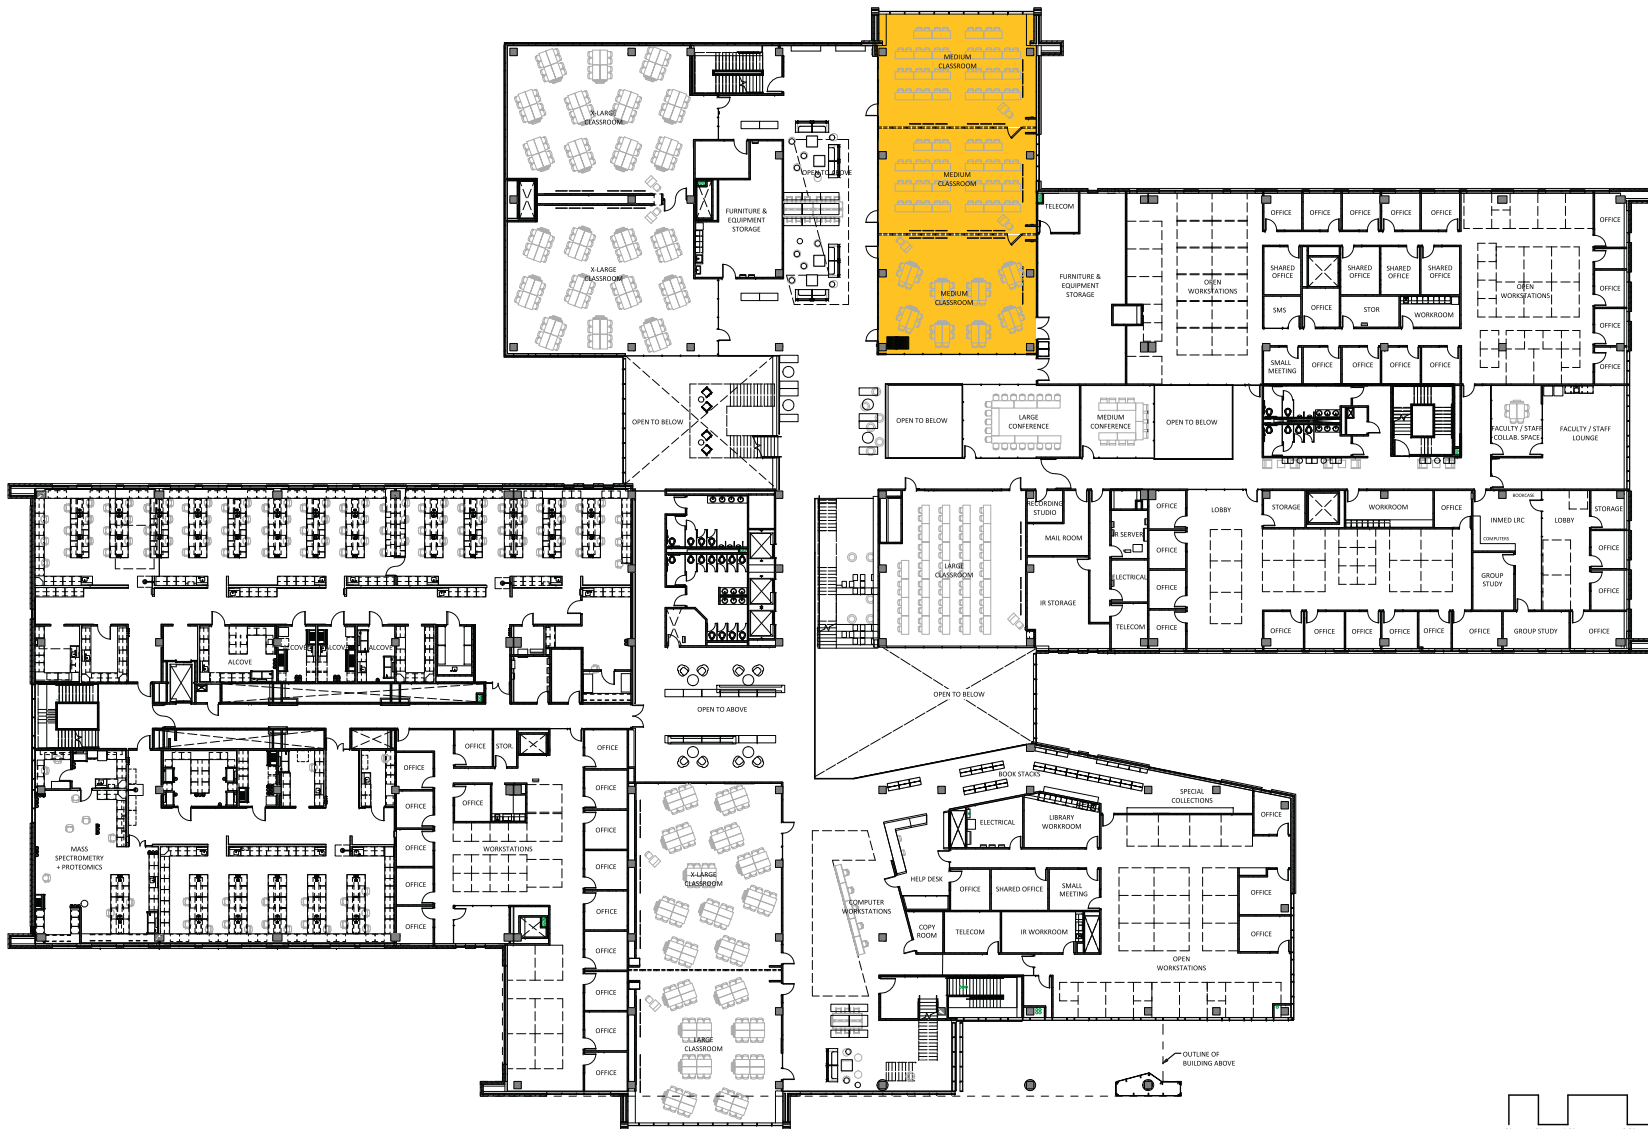 MEDIUM
CLASSROOM
X-LARGE
CLASSROOM
OPEN TO ABOVE
MEDIUM
CLASSROOM
FURNITURE &
EQUIPMENT
STORAGE
TELECOM
OFFICE
OFFICE
OFFICE
OFFICE
OFFICE
OFFICE
X-LARGE
CLASSROOM
MEDIUM
CLASSROOM
FURNITURE &
EQUIPMENT
STORAGE
OPEN
WORKSTATIONS
SHARED
OFFICE
SHARED
OFFICE
SHARED
OFFICE
SHARED
OFFICE
OFFICE
OFFICE
OPEN
WORKSTATIONS
SMS
OFFICE
STOR
WORKROOM
OFFICE
SMALL
MEETING
OFFICE
OFFICE
OFFICE
OFFICE
OFFICE
OPEN TO BELOW
OPEN TO BELOW
LARGE
CONFERENCE
MEDIUM
CONFERENCE
OPEN TO BELOW
FACULTY / STAFF
COLLAB. SPACE
FACULTY / STAFF
LOUNGE
RECORDING
STUDIO
MAIL ROOM
IR SERVER
OFFICE
LOBBY
STORAGE
WORKROOM
OFFICE
BOOKCASE
INMED LRC
COMPUTERS
LOBBY
STORAGE
OFFICE
OFFICE
LARGE
CLASSROOM
ELECTRICAL
OFFICE
GROUP
STUDY
OFFICE
IR STORAGE
TELECOM
OFFICE
OFFICE
OFFICE
OFFICE
OFFICE
OFFICE
OFFICE
GROUP STUDY
OFFICE
ALCOVE
ALCOVE
ALCOVE
ALCOVE
OPEN TO BELOW
OPEN TO ABOVE
OFFICE
STOR.
OFFICE
OFFICE
OFFICE
OFFICE
OFFICE
OFFICE
OFFICE
WORKSTATIONS
OFFICE
MASS
SPECTROMETRY
+ PROTEOMICS
OFFICE
OFFICE
OFFICE
OFFICE
OFFICE
OFFICE
OFFICE
OFFICE
X-LARGE
CLASSROOM
LARGE
CLASSROOM
BOOK STACKS
SPECIAL
COLLECTIONS
OFFICE
ELECTRICAL
LIBRARY
WORKROOM
HELP DESK
OFFICE
SHARED OFFICE
SMALL
MEETING
OFFICE
COMPUTER
WORKSTATIONS
COPY
ROOM
TELECOM
IR WORKROOM
OFFICE
OPEN
WORKSTATIONS
OUTLINE OF
BUILDING ABOVE